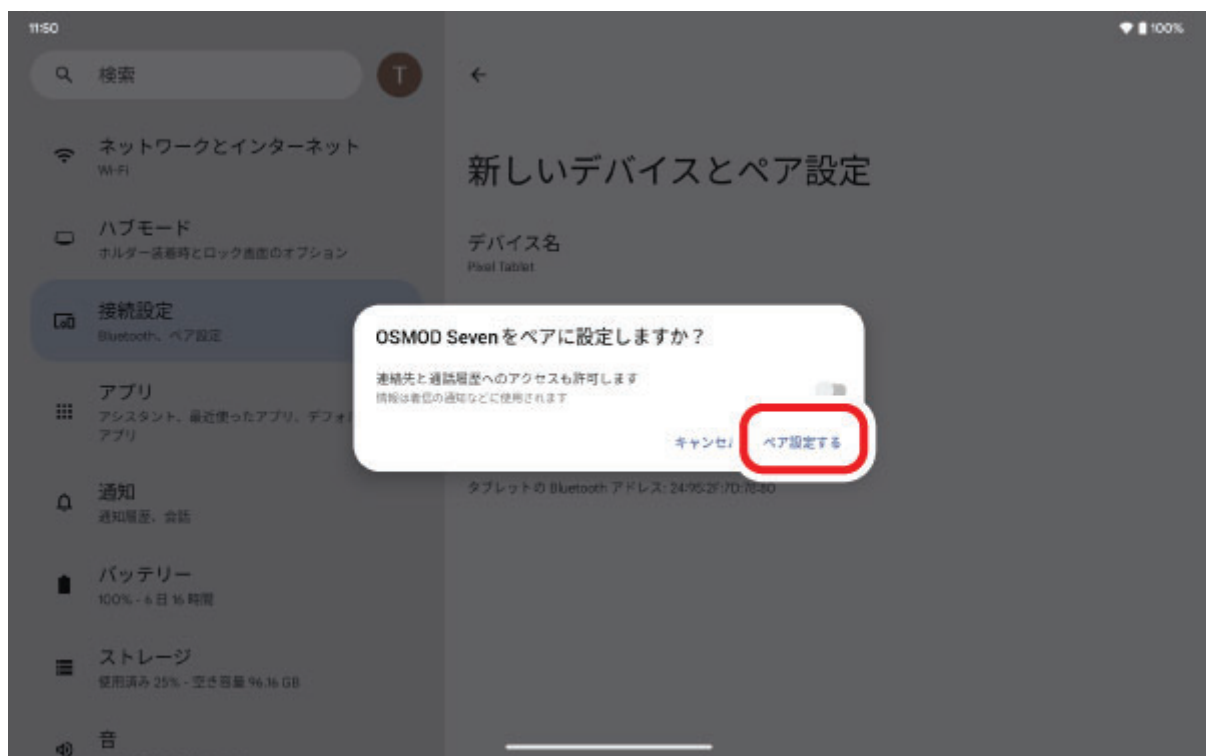 11:50
100%
検索
T
ネットワークとインターネット
Wi-Fi
ハブモード
ホルダー装着時とロック画面のオプション
接続設定
Bluetooth、ペア設定
アプリ
アシスタント、最近使ったアプリ、デフォ
アプリ
通知
通知履歴、会話
バッテリー
100% - 6 日 16 時間
ストレージ
使用済み 25% - 空き容量 96.16 GB
音
新しいデバイスとペア設定
デバイス名
Pixel Tablet
OSMOD Sevenをペアに設定しますか？
連絡先と通話履歴へのアクセスも許可します
情報は着信の通知などに使用されます
キャンセ
ペア設定する
タブレットの Bluetooth アドレス: